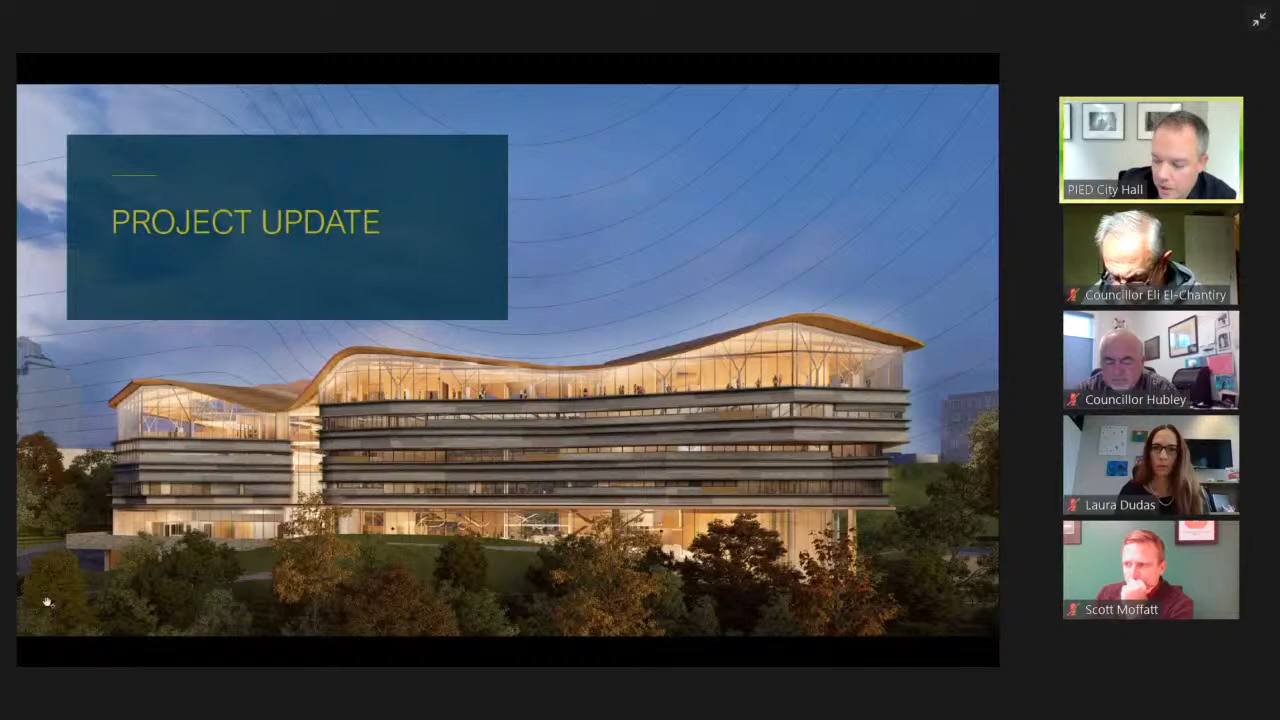 PROJECT UPDATE
PIED City Hall
Councillor Eli El-Chantiry
Councillor Hubley
Laura Dudas
Scott Moffatt